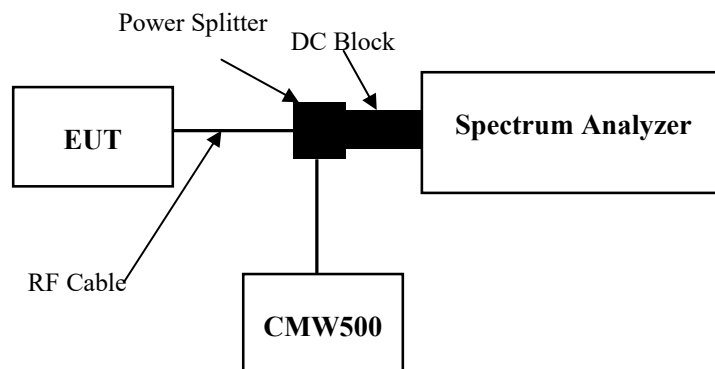 Power Splitter
DC Block
EUT
Spectrum Analyzer
RF Cable
CMW500